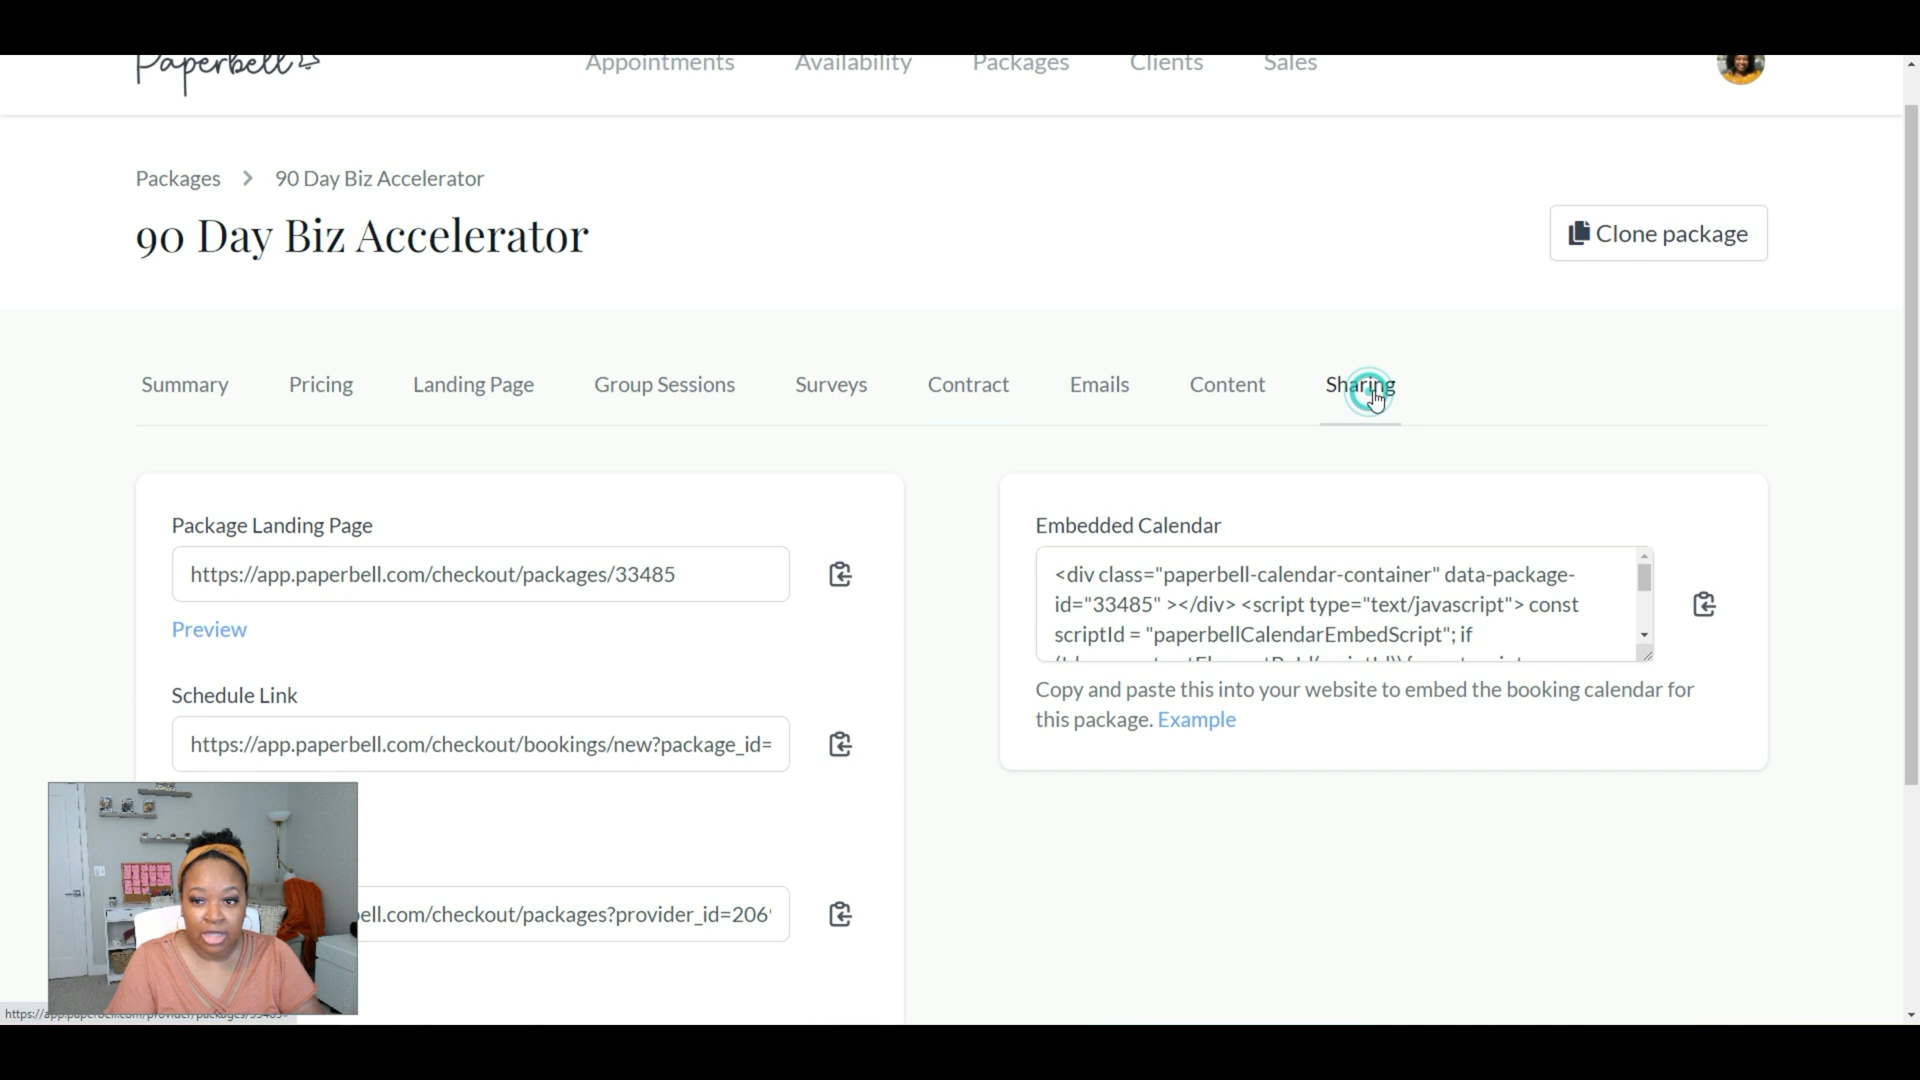 Paperbell
Appointments
Availability
Packages
Clients
Sales
Packages > 90 Day Biz Accelerator
90 Day Biz Accelerator
Clone package
Summary
Pricing
Landing Page
Group Sessions
Surveys
Contract
Emails
Content
Sharing
Package Landing Page
https://app.paperbell.com/checkout/packages/33485
Preview
Schedule Link
https://app.paperbell.com/checkout/bookings/new?package_id=
ell.com/checkout/packages?provider_id=206
Embedded Calendar
<div class="paperbell-calendar-container" data-package-
id="33485" ></div> <script type="text/javascript"> const
scriptId = "paperbellCalendarEmbedScript"; if
Copy and paste this into your website to embed the booking calendar for
this package. Example